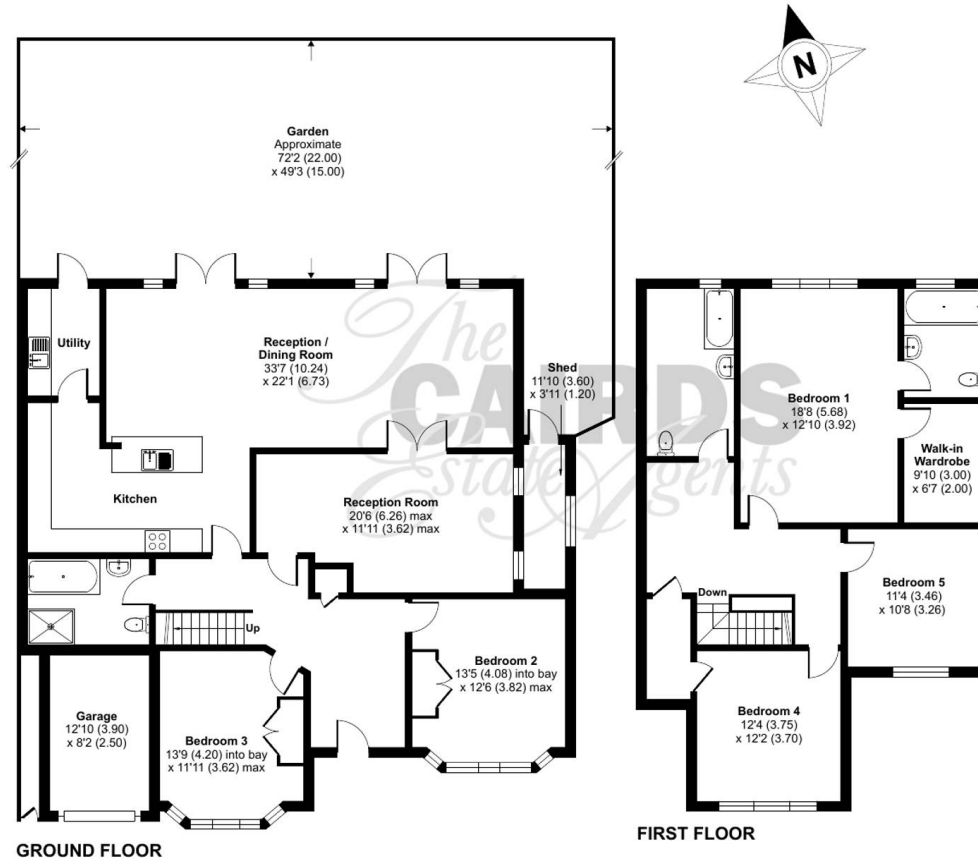 N
Garden
Approximate
72'2 (22.00)
x 49'3 (15.00)
Utility
Reception /
Dining Room
33'7 (10.24)
x 22'1 (6.73)
Shed
11'10 (3.60)
x 3'11 (1.20)
Kitchen
Reception Room
20'6 (6.26) max
x 11'11 (3.62) max
Up
Bedroom 2
13'5 (4.08) into bay
x 12'6 (3.82) max
Garage
12'10 (3.90)
x 8'2 (2.50)
Bedroom 3
13'9 (4.20) into bay
x 11'11 (3.62) max
GROUND FLOOR
Bedroom 1
18'8 (5.68)
x 12'10 (3.92)
Walk-in
Wardrobe
9'10 (3.00)
x 6'7 (2.00)
Down
Bedroom 5
11'4 (3.46)
x 10'8 (3.26)
Bedroom 4
12'4 (3.75)
x 12'2 (3.70)
FIRST FLOOR
The
CAIRDS
Estate Agents